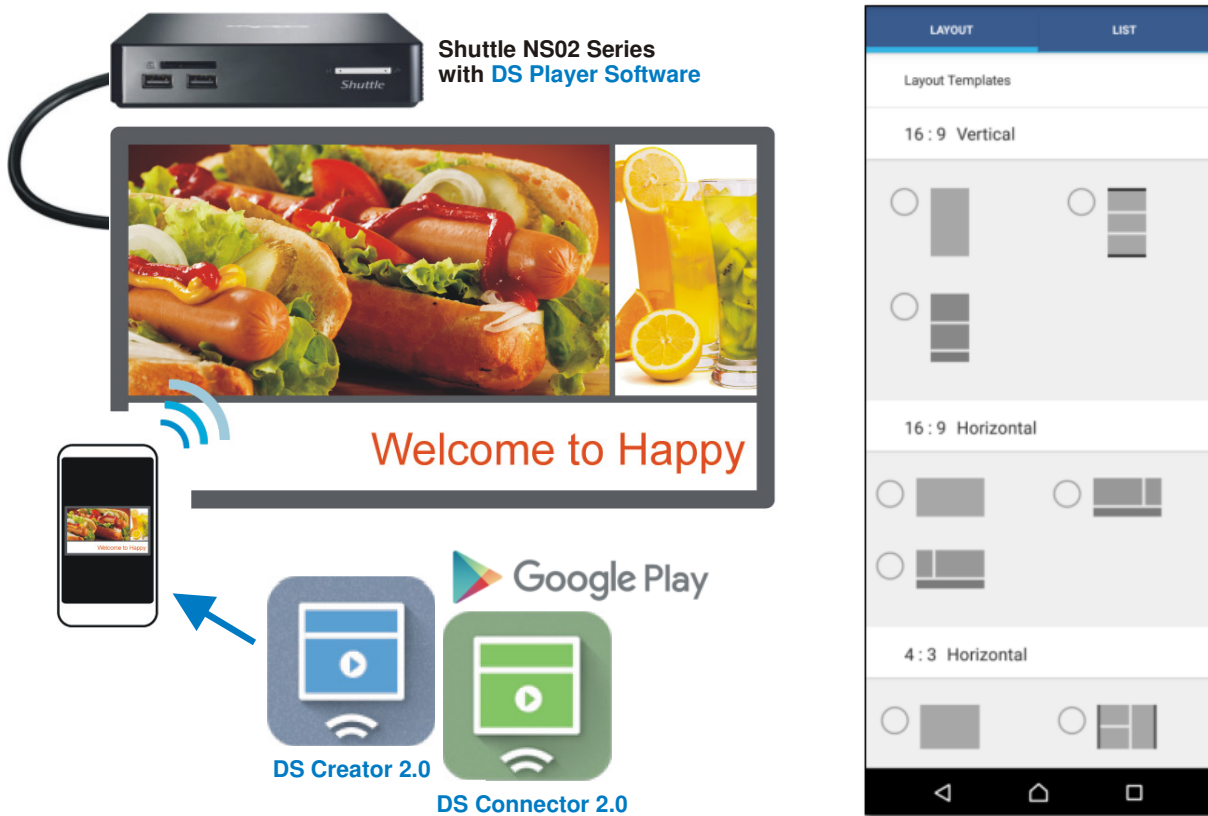 Shuttle NS02 Series
with DS Player Software
Shuttle
Welcome to Happy
Welcome to Happy
Google Play
DS Creator 2.0
DS Connector 2.0
LAYOUT LIST
Layout Templates
16 : 9 Vertical
16 : 9 Horizontal
4 : 3 Horizontal